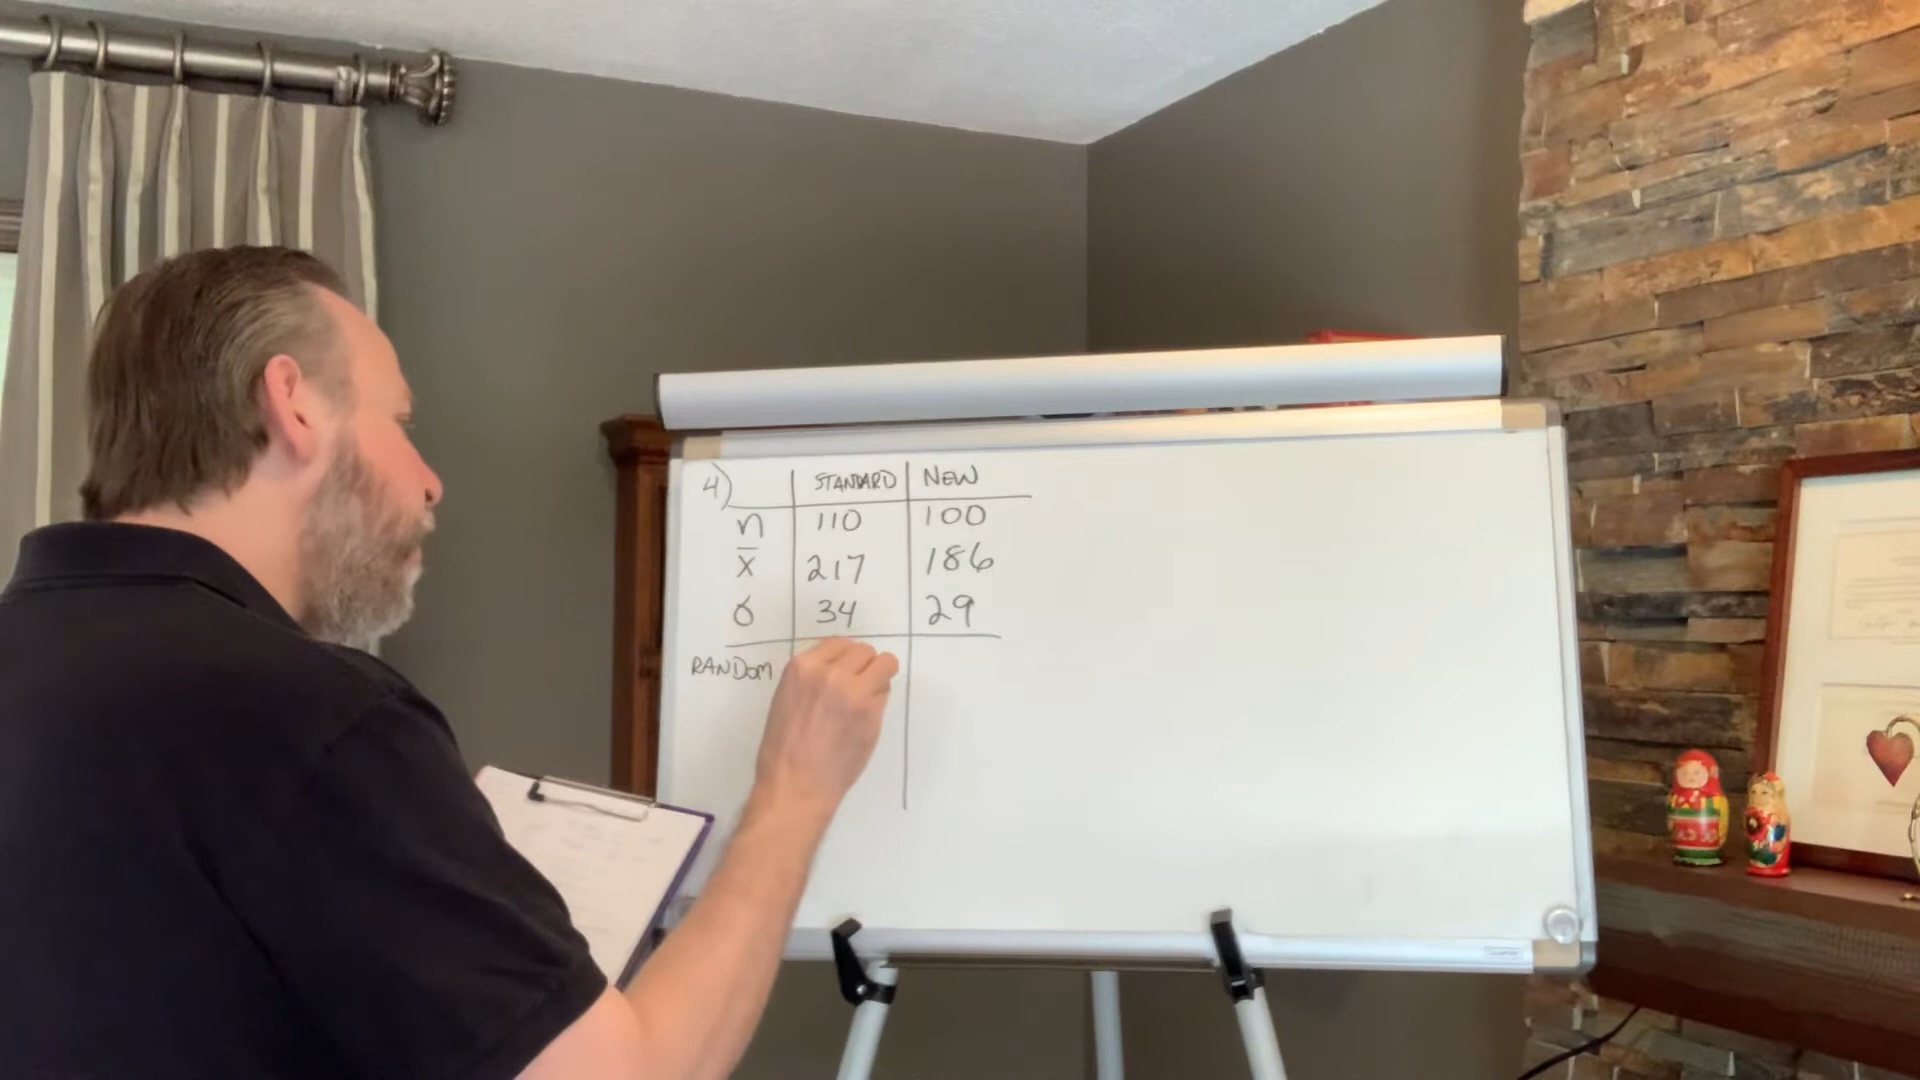 4) STANDARD NEW
n 110 100
x̄ 217 186
σ 34 29
RANDOM